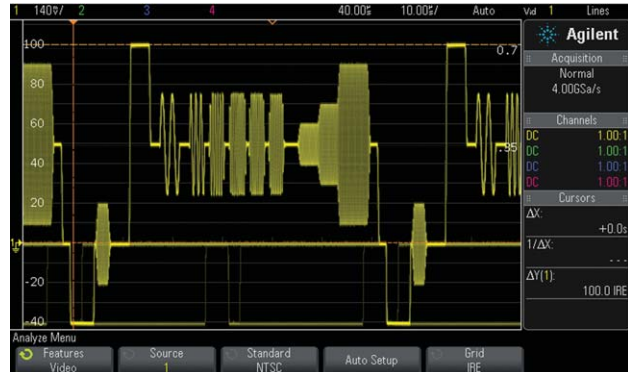 1 140▽/ 2 3 4 40.00s 10.00s/ Auto Vid 1 Lines
Agilent
Acquisition
Normal
4.00GSa/s
Channels
DC 1.00:1
DC 1.00:1
DC 1.00:1
DC 1.00:1
Cursors
ΔX:
+0.0s
1/ΔX:
---
ΔY(1):
100.0 IRE
100
0.7
80
60
.35
40
20
1
-20
-40
Analyze Menu
Features
Video
Source
1
Standard
NTSC
Auto Setup
Grid
IRE